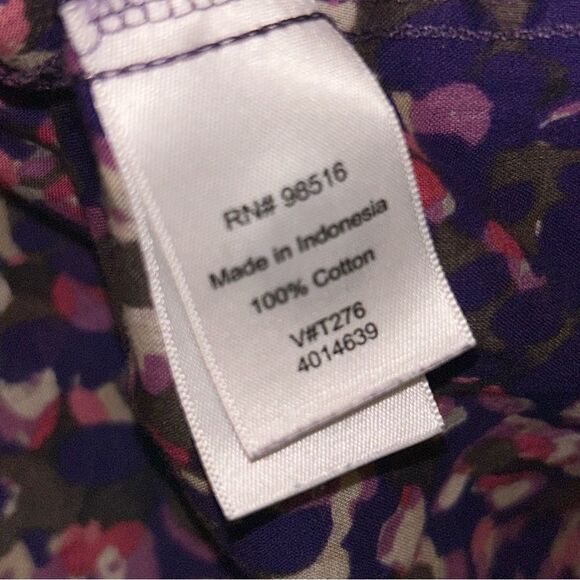 RN# 98516
Made in Indonesia
100% Cotton
V#T276
4014639